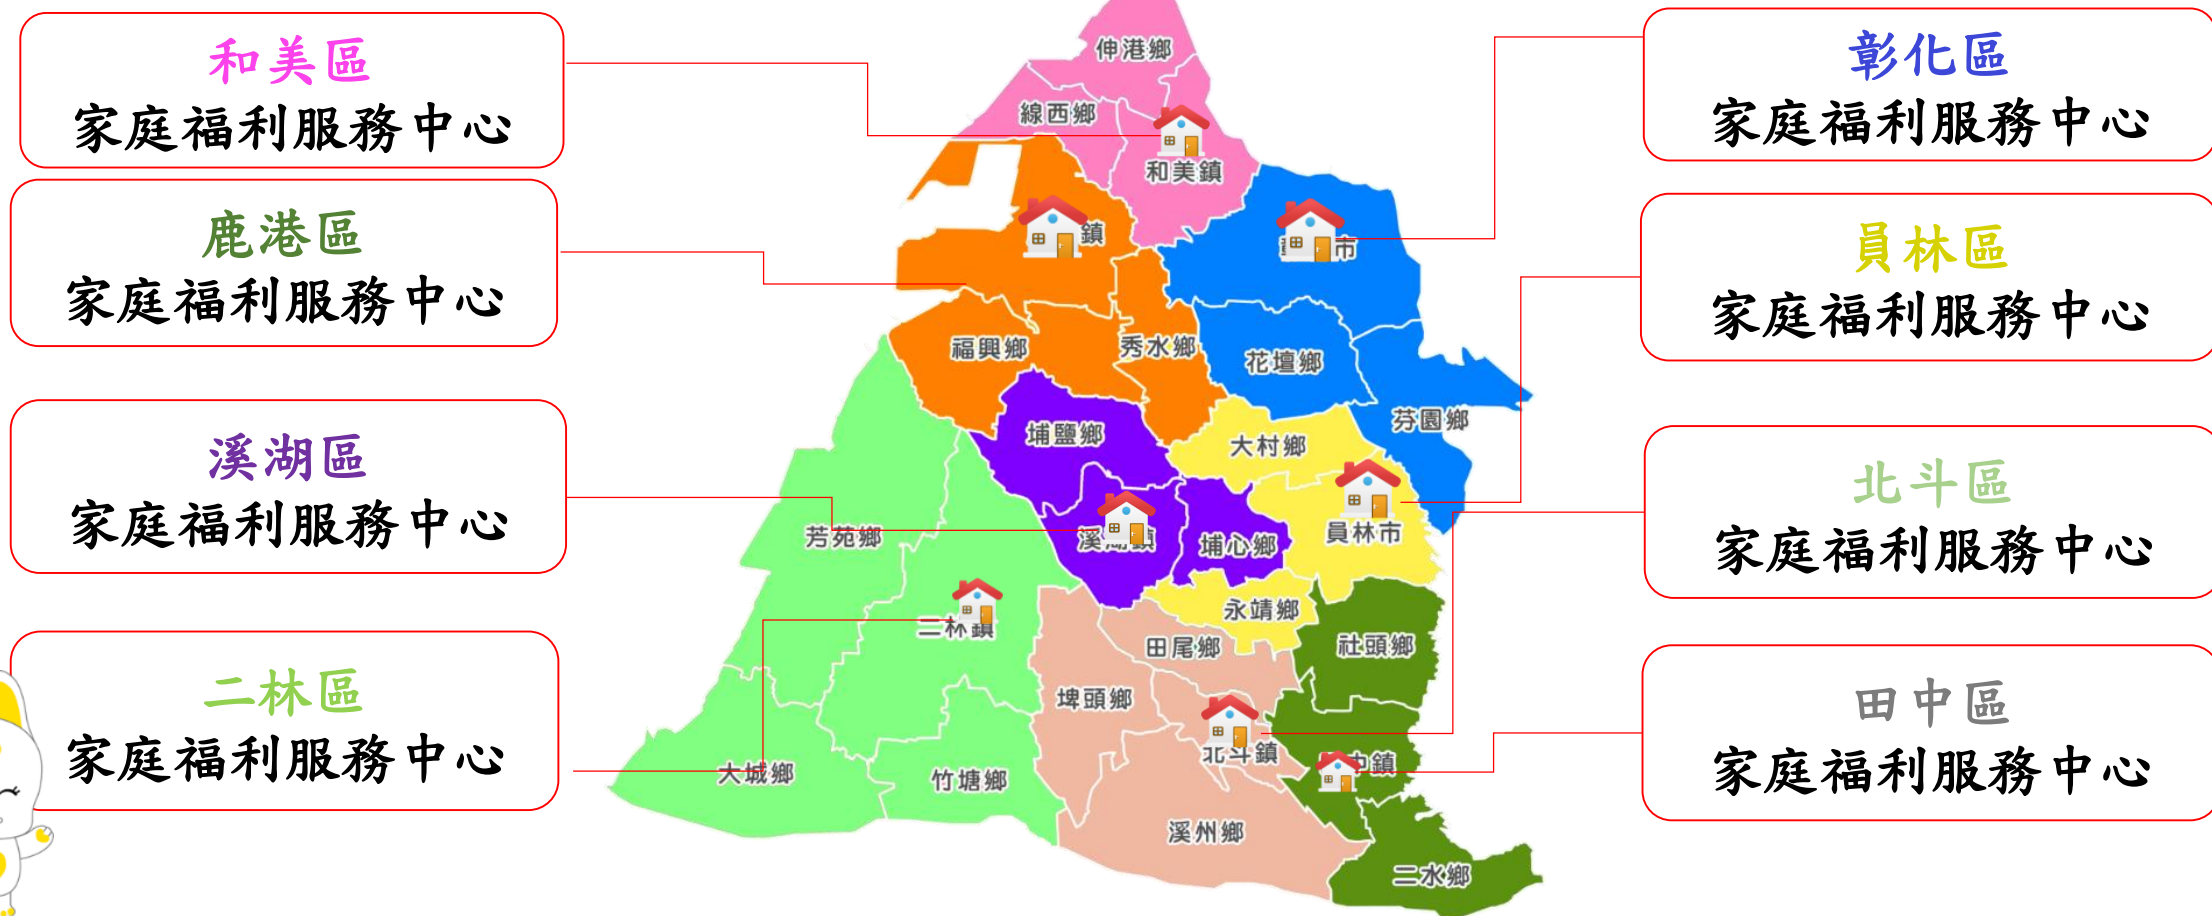 和美區
家庭福利服務中心
鹿港區
家庭福利服務中心
溪湖區
家庭福利服務中心
二林區
家庭福利服務中心
伸港鄉
線西鄉
和美鎮
鎮
市
福興鄉
秀水鄉
花壇鄉
芬園鄉
埔鹽鄉
大村鄉
芳苑鄉
溪湖鎮
埔心鄉
員林市
二林鎮
永靖鄉
田尾鄉
社頭鄉
埤頭鄉
北斗鎮
中鎮
大城鄉
竹塘鄉
溪州鄉
二水鄉
彰化區
家庭福利服務中心
員林區
家庭福利服務中心
北斗區
家庭福利服務中心
田中區
家庭福利服務中心